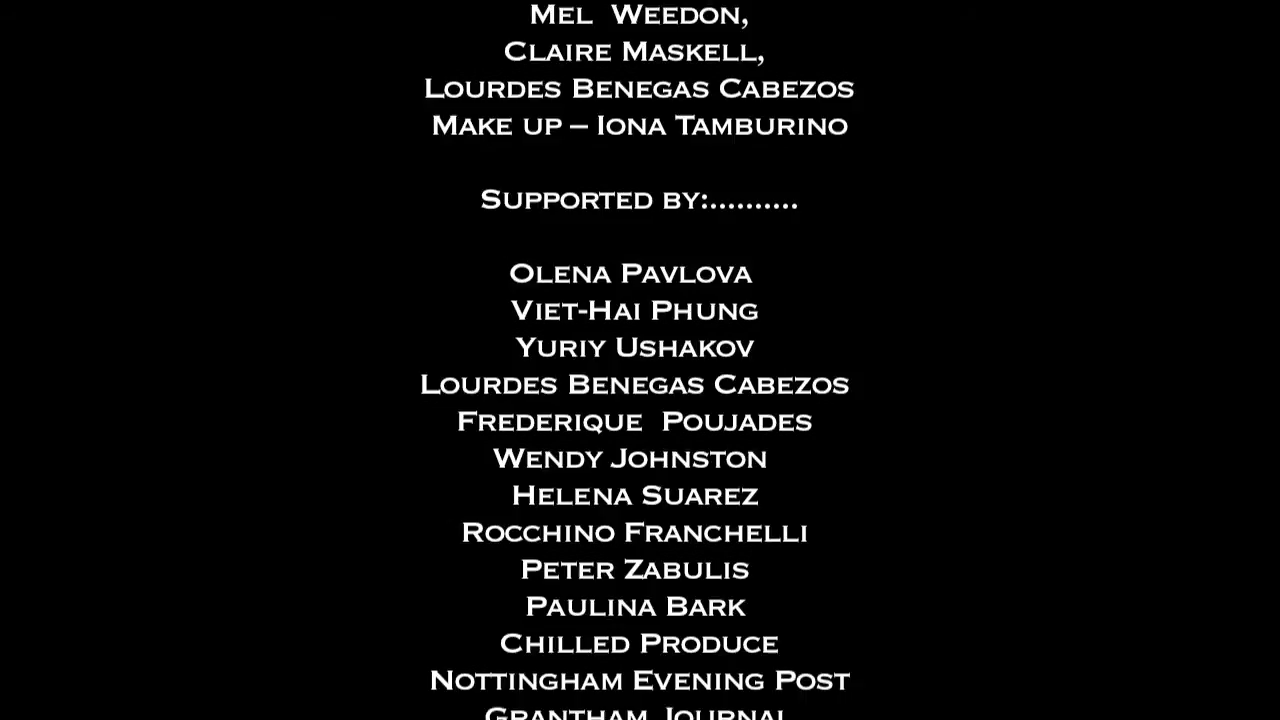 Mel Weedon,
Claire Maskell,
Lourdes Benegas Cabezos
Make up – Iona Tamburino
Supported by:..........
Olena Pavlova
Viet-Hai Phung
Yuriy Ushakov
Lourdes Benegas Cabezos
Frederique Poujades
Wendy Johnston
Helena Suarez
Rocchino Franchelli
Peter Zabulis
Paulina Bark
Chilled Produce
Nottingham Evening Post
Grantham Journal